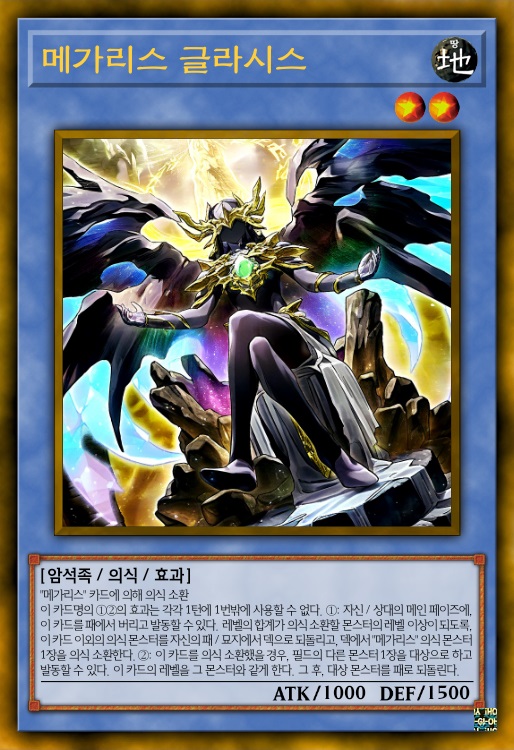 메가리스 글라시스
땅
地
[ 암석족 / 의식 / 효과 ]
"메가리스" 카드에 의해 의식 소환
이 카드명의 ①②의 효과는 각각 1턴에 1번밖에 사용할 수 없다. ①: 자신 / 상대의 메인 페이즈에,
이 카드를 패에서 버리고 발동할 수 있다. 레벨의 합계가 의식 소환할 몬스터의 레벨 이상이 되도록,
이 카드 이외의 의식 몬스터를 자신의 패 / 묘지에서 덱으로 되돌리고, 덱에서 "메가리스" 의식 몬스터
1장을 의식 소환한다. ②: 이 카드를 의식 소환했을 경우, 필드의 다른 몬스터 1장을 대상으로 하고
발동할 수 있다. 이 카드의 레벨을 그 몬스터와 같게 한다. 그 후, 대상 몬스터를 패로 되돌린다.
ATK/1000 DEF/1500